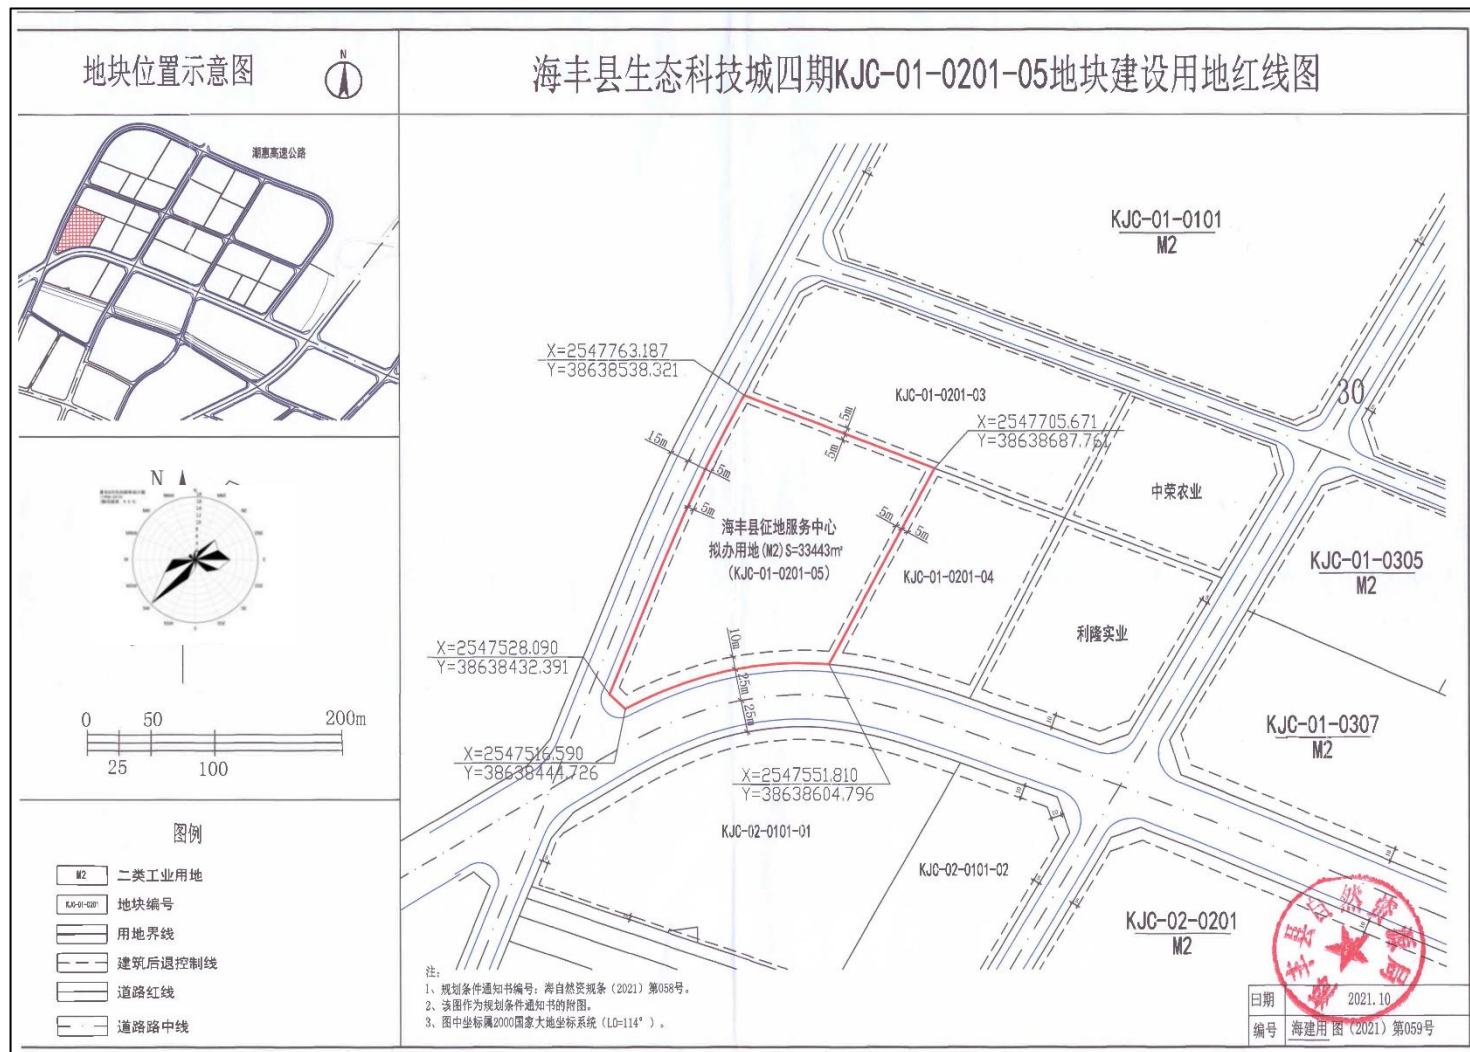 地块位置示意图
N
海丰县生态科技城四期KJC-01-0201-05地块建设用地红线图
潮惠高速公路
KJC-01-0101
M2
X=2547763.187
Y=38638538.321
KJC-01-0201-03
30
X=2547705.671
Y=38638687.761
5m
5m
15m
5m
5m
5m
5m
中荣农业
海丰县征地服务中心
拟办用地(M2)S=33443㎡
(KJC-01-0201-05)
KJC-01-0201-04
KJC-01-0305
M2
利隆实业
X=2547528.090
Y=38638432.391
10m
25m
25m
KJC-01-0307
M2
X=2547516.590
Y=38638444.726
X=2547551.810
Y=38638604.796
KJC-02-0101-01
KJC-02-0101-02
KJC-02-0201
M2
N
0 50 200m
25 100
图例
M2 二类工业用地
KJC-01-0201 地块编号
用地界线
建筑后退控制线
道路红线
道路路中线
注:
1、规划条件通知书编号:海自然资规条(2021)第058号。
2、该图作为规划条件通知书的附图。
3、图中坐标属2000国家大地坐标系统(L0=114°)。
海丰县自然资源局
日期 2021.10
编号 海建用 图(2021)第059号